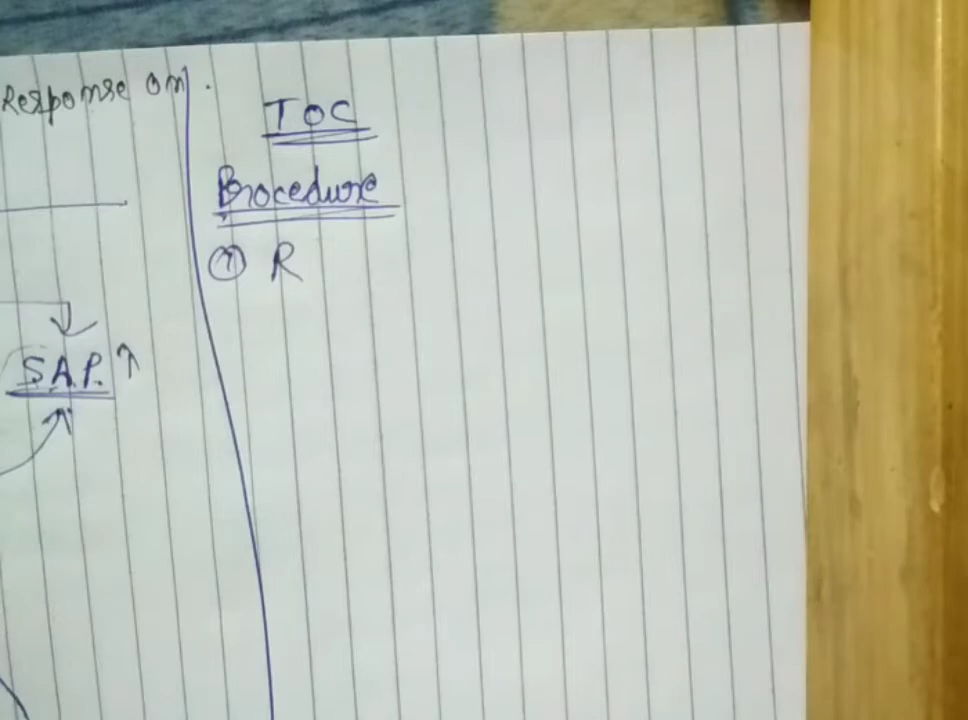 Response on
S.A.P. ↑
TOC
Procedure
① R